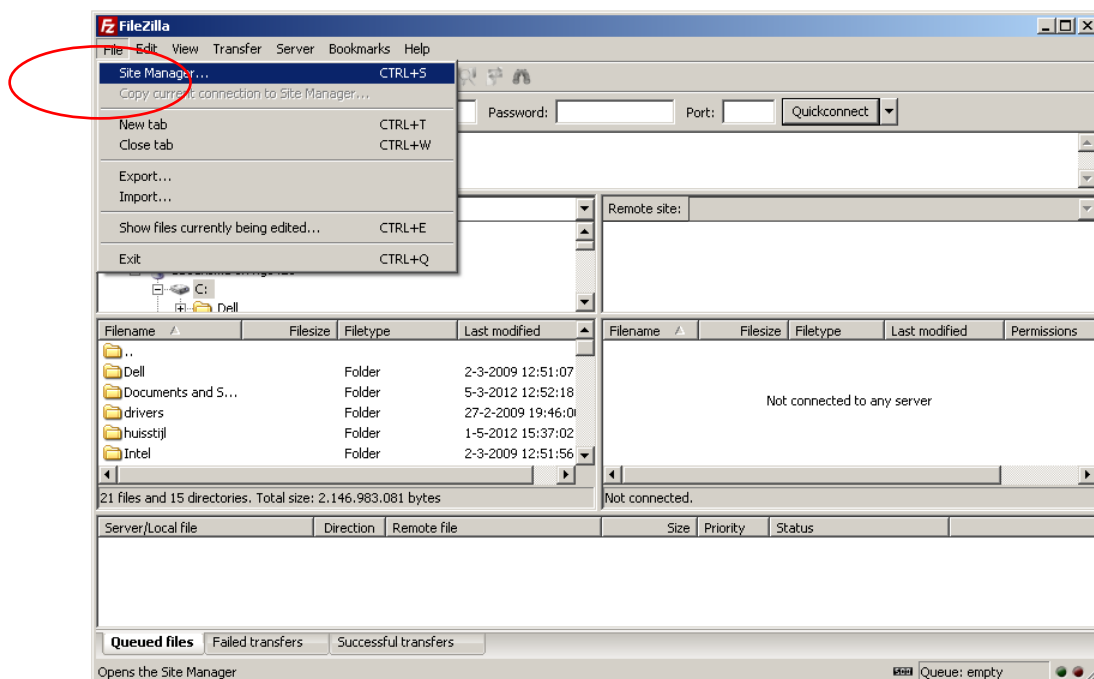 FileZilla
File Edit View Transfer Server Bookmarks Help
Site Manager... CTRL+S
Copy current connection to Site Manager...
Password: Port: Quickconnect
New tab CTRL+T
Close tab CTRL+W
Export...
Import...
Remote site:
Show files currently being edited... CTRL+E
Exit CTRL+Q
C:
Dell
Filename Filesize Filetype Last modified Filename Filesize Filetype Last modified Permissions
..
Dell Folder 2-3-2009 12:51:07
Documents and S... Folder 5-3-2012 12:52:18
Not connected to any server
drivers Folder 27-2-2009 19:46:0
huisstijl Folder 1-5-2012 15:37:02
Intel Folder 2-3-2009 12:51:56
21 files and 15 directories. Total size: 2.146.983.081 bytes Not connected.
Server/Local file Direction Remote file Size Priority Status
Queued files Failed transfers Successful transfers
Opens the Site Manager Queue: empty